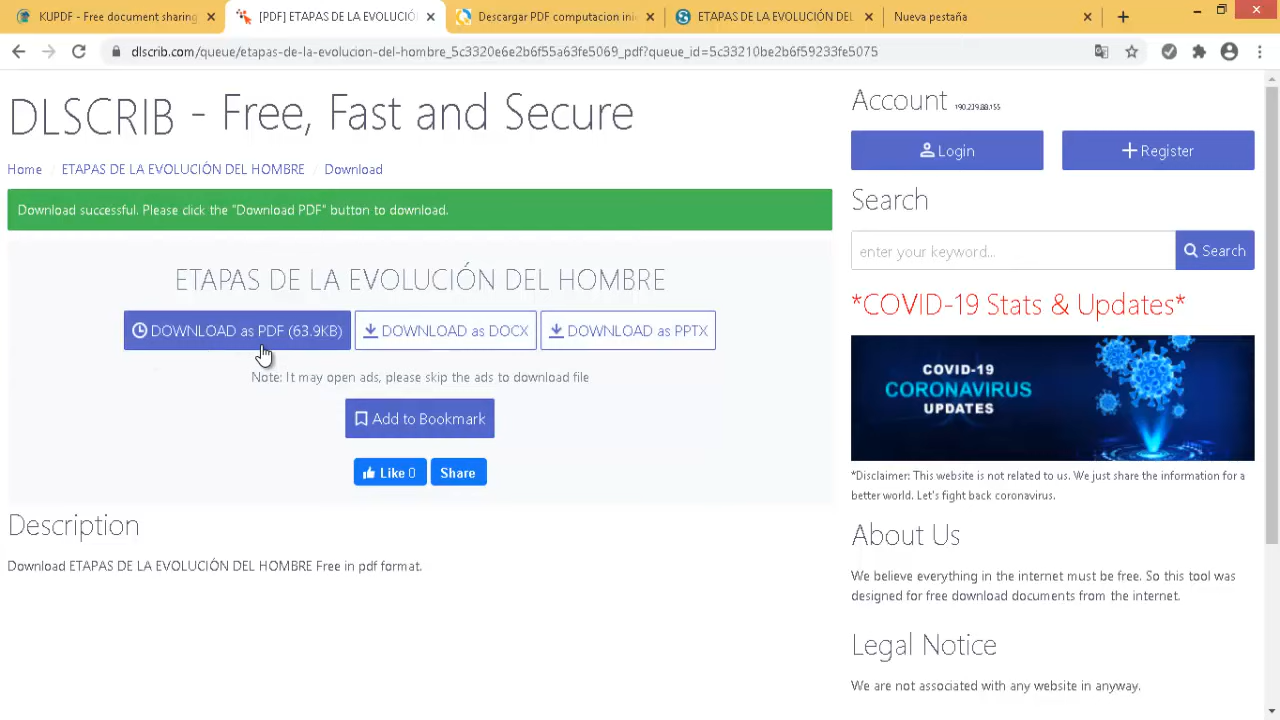 KUPDF - Free document sharing
[PDF] ETAPAS DE LA EVOLUCIÓ
Descargar PDF computacion ini
ETAPAS DE LA EVOLUCIÓN DEL
Nueva pestaña
dlscrib.com/queue/etapas-de-la-evolucion-del-hombre_5c3320e6e2b6f55a63fe5069_pdf?queue_id=5c33210be2b6f59233fe5075
DLSCRIB - Free, Fast and Secure
Home / ETAPAS DE LA EVOLUCIÓN DEL HOMBRE / Download
Download successful. Please click the "Download PDF" button to download.
ETAPAS DE LA EVOLUCIÓN DEL HOMBRE
DOWNLOAD as PDF (63.9KB)
DOWNLOAD as DOCX
DOWNLOAD as PPTX
Note: It may open ads, please skip the ads to download file
Add to Bookmark
Like 0
Share
Description
Download ETAPAS DE LA EVOLUCIÓN DEL HOMBRE Free in pdf format.
Account
Login
Register
Search
enter your keyword...
Search
*COVID-19 Stats & Updates*
COVID-19
CORONAVIRUS
UPDATES
*Disclaimer: This website is not related to us. We just share the information for a
better world. Let's fight back coronavirus.
About Us
We believe everything in the internet must be free. So this tool was
designed for free download documents from the internet.
Legal Notice
We are not associated with any website in anyway.